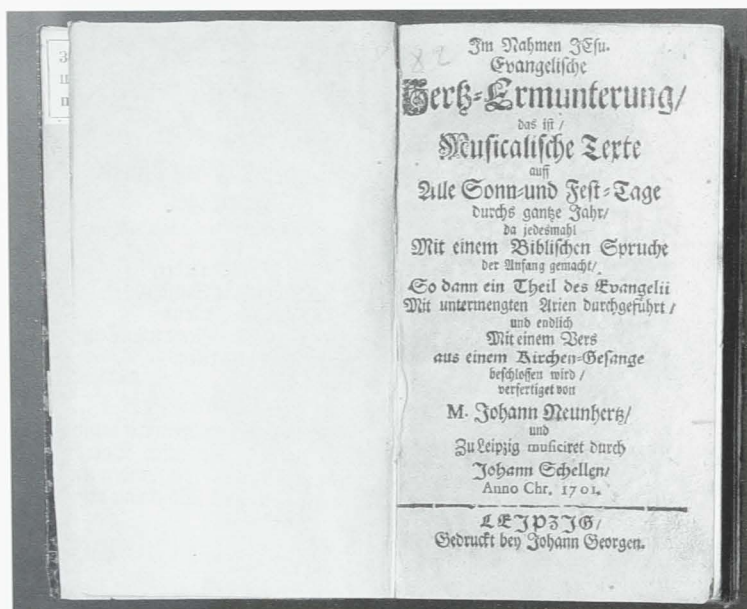 82
Im Nahmen JEsu.
Evangelische
Hertz-Ermunterung/
das ist/
Musicalische Texte
auff
Alle Sonn-und Fest-Tage
durchs gantze Jahr/
da jedesmahl
Mit einem Biblischen Spruche
der Anfang gemacht/
So dann ein Theil des Evangelii
Mit untermengten Arien durchgeführt/
und endlich
Mit einem Vers
aus einem Kirchen-Gesange
beschlossen wird/
verfertiget von
M. Johann Neunhertz/
und
Zu Leipzig musiciret durch
Johann Schellen/
Anno Chr. 1701.
LEJPZJG/
Gedruckt bey Johann Georgen.